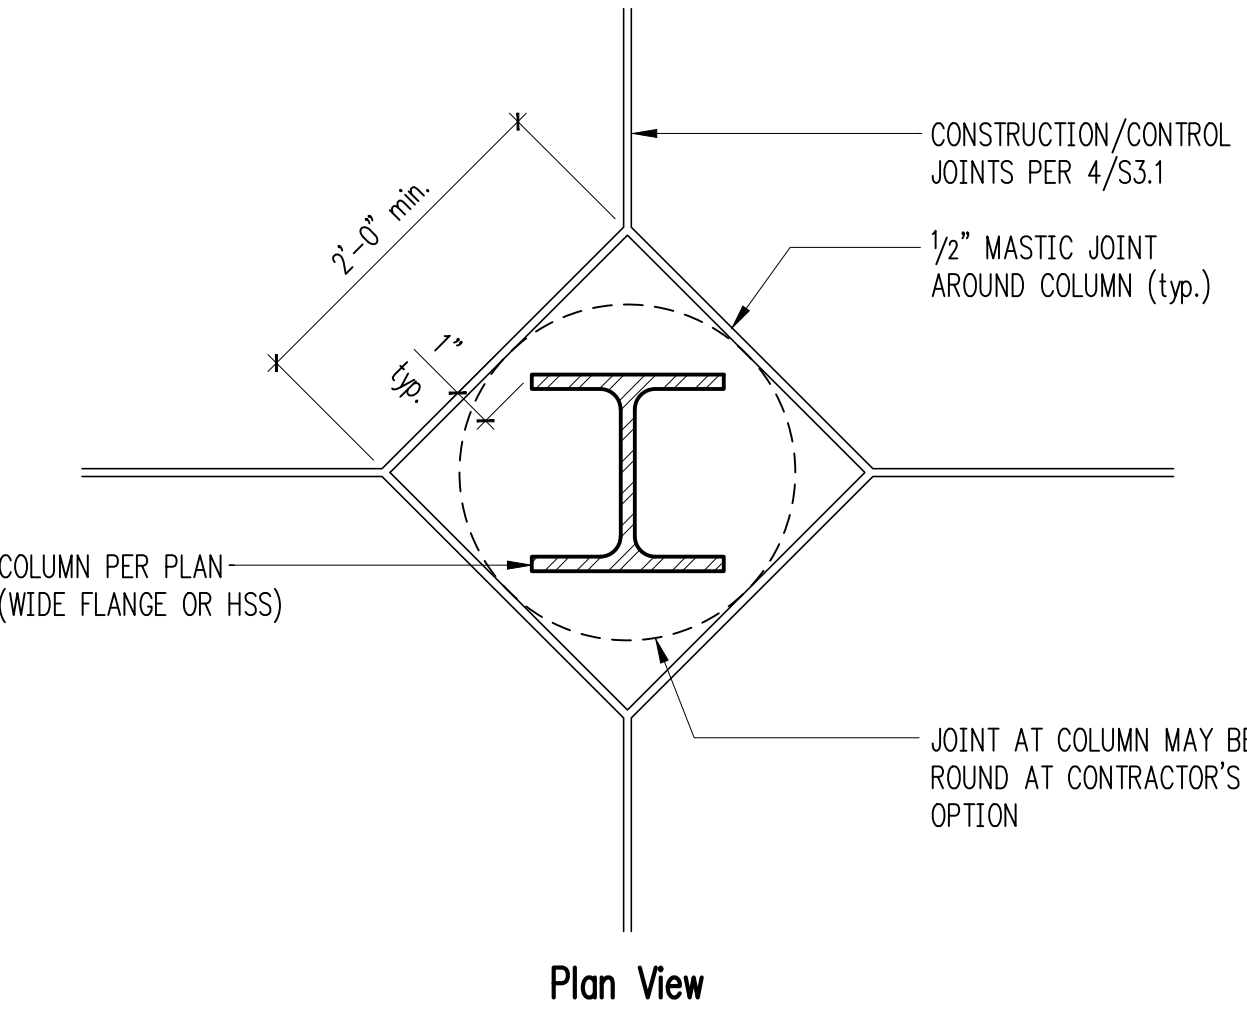 CONSTRUCTION/CONTROL
JOINTS PER 4/S3.1
1/2" MASTIC JOINT
AROUND COLUMN (typ.)
2'-0" min.
1"
typ.
COLUMN PER PLAN
(WIDE FLANGE OR HSS)
JOINT AT COLUMN MAY BE
ROUND AT CONTRACTOR'S
OPTION
Plan View